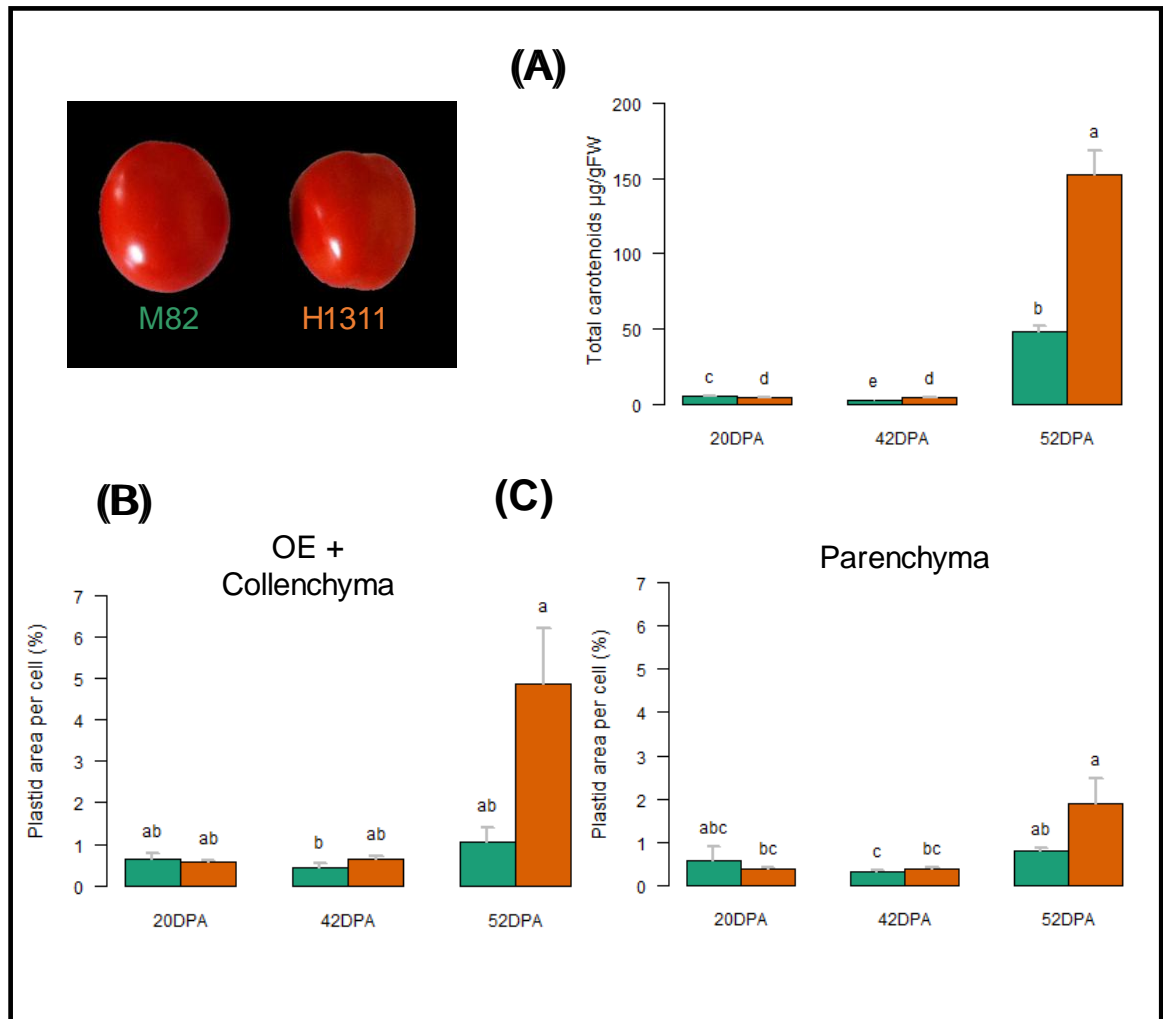 (A)
M82
H1311
Total carotenoids µg/gFW
200
150
100
50
0
c
d
e
d
b
a
20DPA
42DPA
52DPA
(B)
OE +
Collenchyma
Plastid area per cell (%)
7
6
5
4
3
2
1
0
ab
ab
b
ab
ab
a
20DPA
42DPA
52DPA
(C)
Parenchyma
Plastid area per cell (%)
7
6
5
4
3
2
1
0
abc
bc
c
bc
ab
a
20DPA
42DPA
52DPA